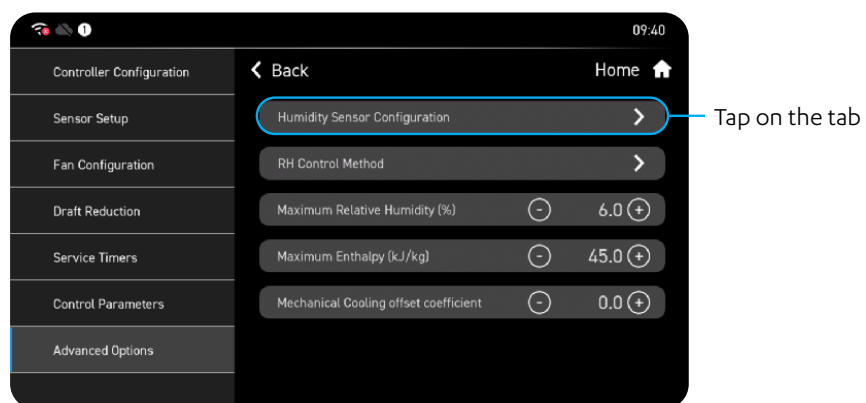 1 09:40
Controller Configuration
Back Home
Sensor Setup
Humidity Sensor Configuration
Tap on the tab
Fan Configuration
RH Control Method
Draft Reduction
Maximum Relative Humidity (%) - 6.0 +
Service Timers
Maximum Enthalpy (kJ/kg) - 45.0 +
Control Parameters
Mechanical Cooling offset coefficient - 0.0 +
Advanced Options